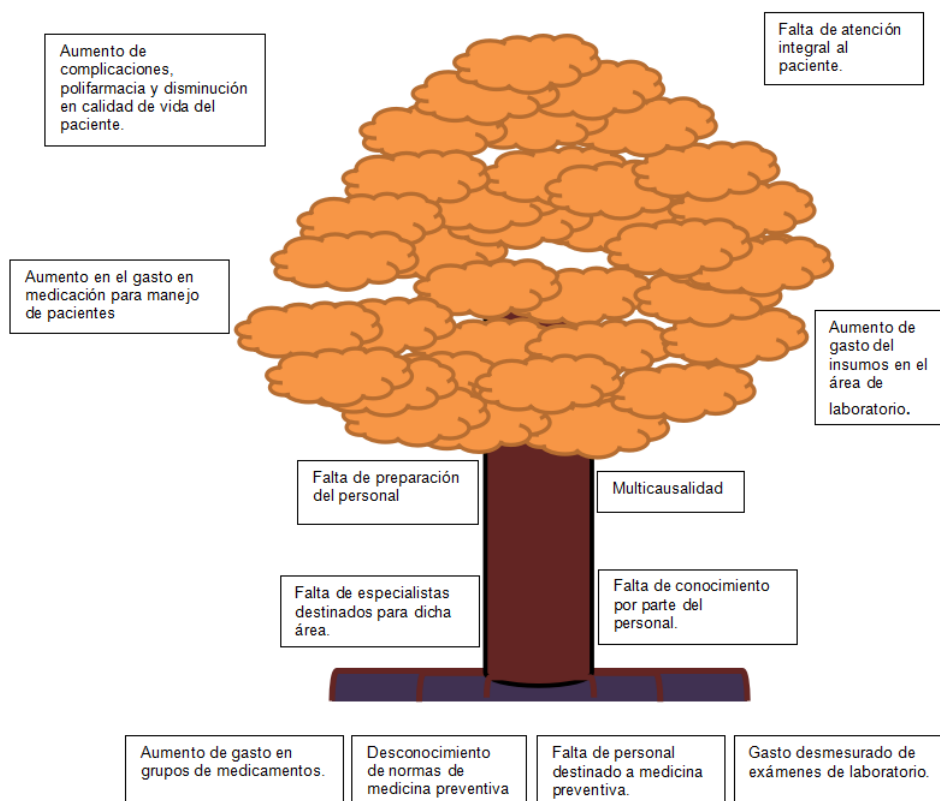 Aumento de
complicaciones,
polifarmacia y disminución
en calidad de vida del
paciente.
Falta de atención
integral al
paciente.
Aumento en el gasto en
medicación para manejo
de pacientes
Aumento de
gasto del
insumos en el
área de
laboratorio.
Falta de preparación
del personal
Multicausalidad
Falta de especialistas
destinados para dicha
área.
Falta de conocimiento
por parte del
personal.
Aumento de gasto en
grupos de medicamentos.
Desconocimiento
de normas de
medicina preventiva
Falta de personal
destinado a medicina
preventiva.
Gasto desmesurado de
exámenes de laboratorio.